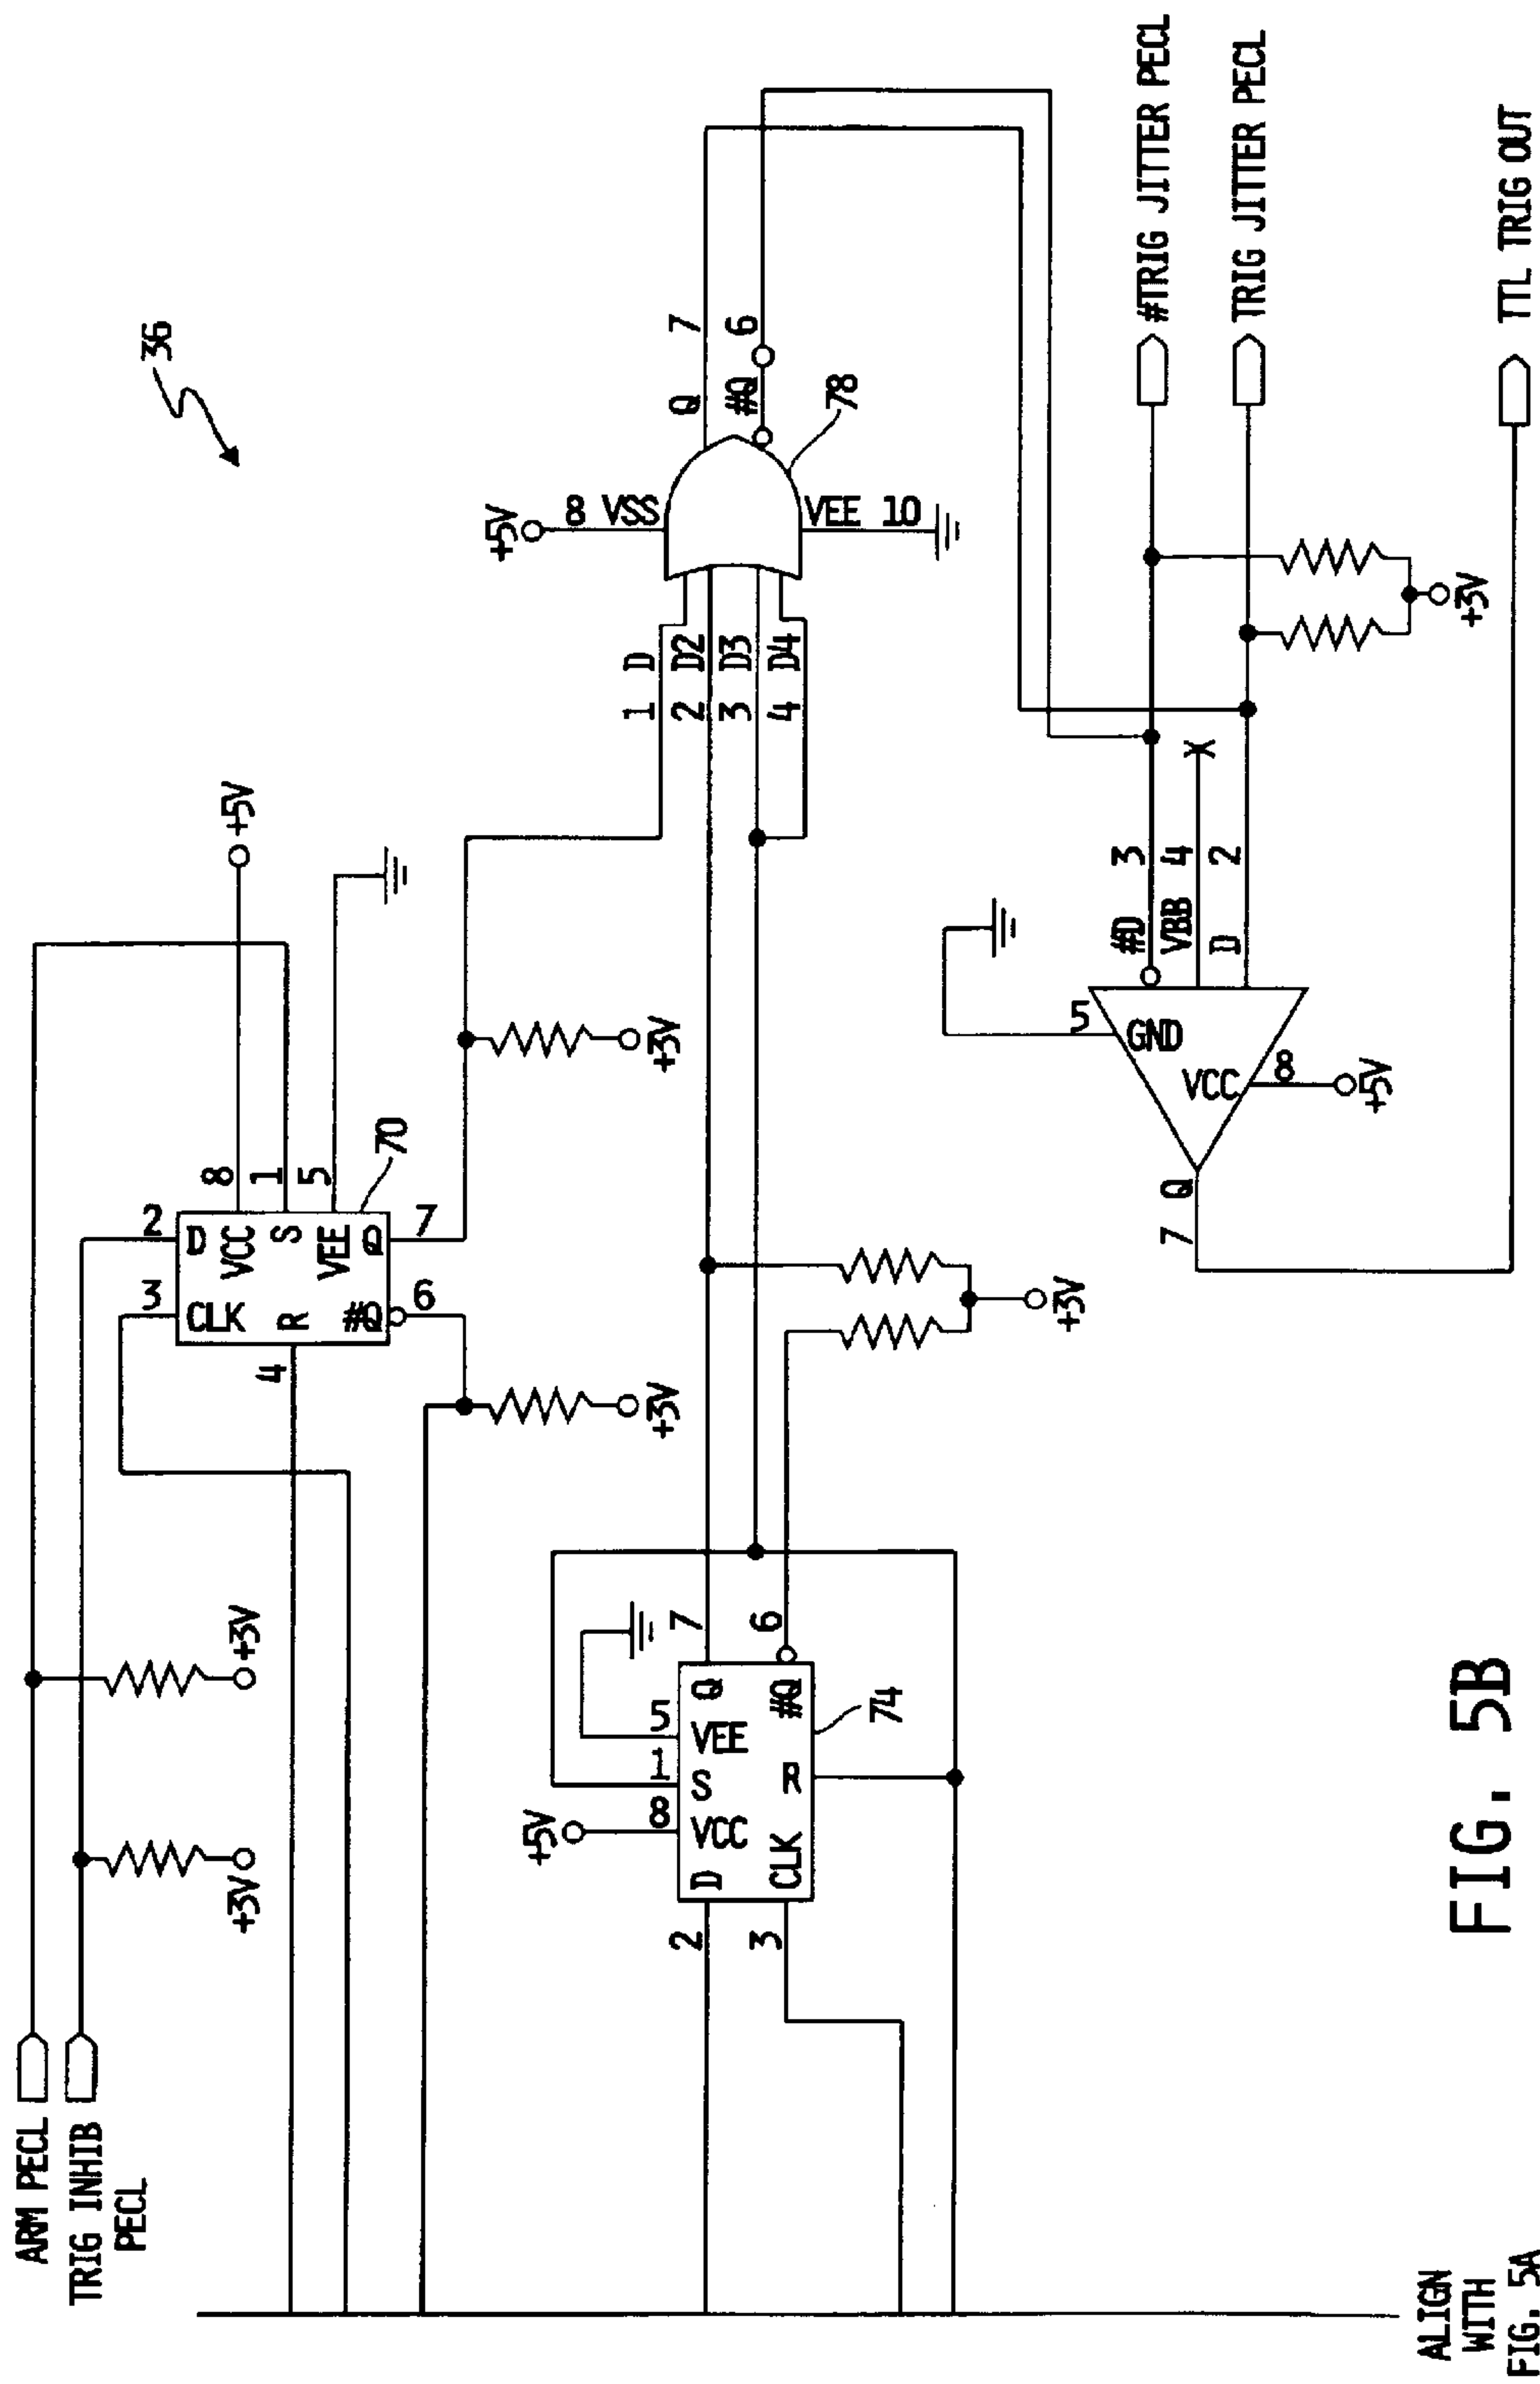 36
ARM PECL
TRIG INHIB
PECL
+3V
+3V
2
3
D
CLK
VCC
S
VEE
Q
R
#Q
8
1
5
7
6
4
70
+5V
+3V
+3V
+5V
8 VSS
1 D
2 D2
3 D3
4 D4
VEE 10
Q 7
#Q 6
78
+5V
8
1
5
VCC
S
VEE
D
Q
CLK
R
#Q
2
3
7
6
74
+3V
5
GND
VCC
8
+5V
#D 3
VBB 4
D 2
X
7 Q
+3V
#TRIG JITTER PECL
TRIG JITTER PECL
TTL TRIG OUT
ALIGN
WITH
FIG. 5A
FIG. 5B